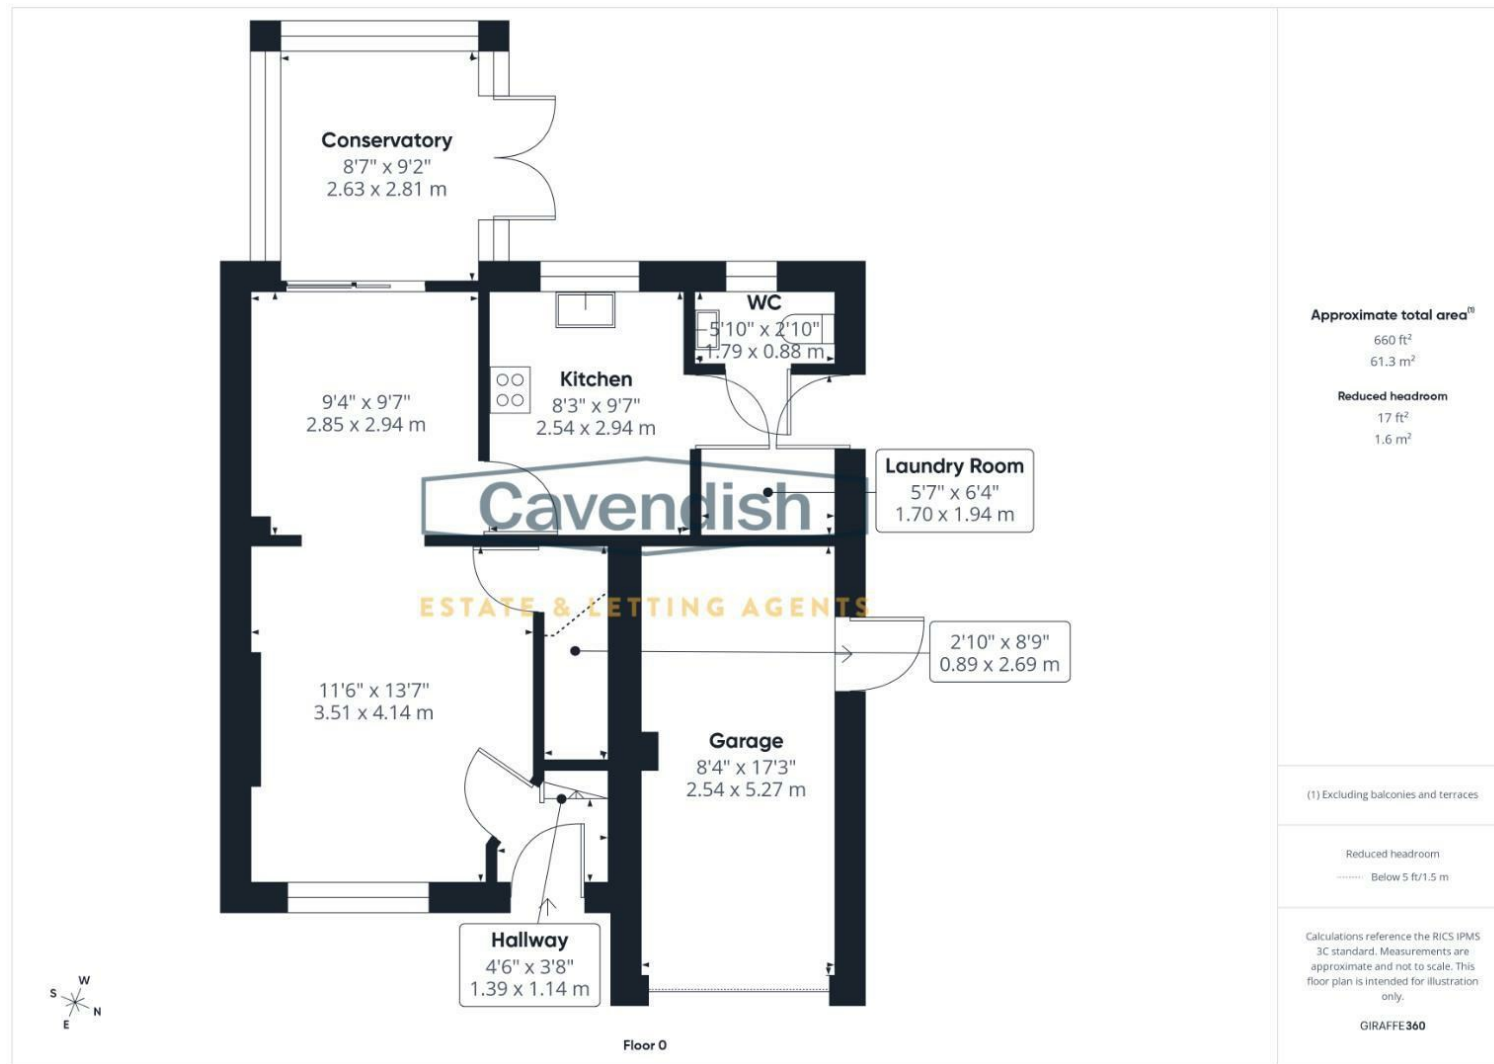 Conservatory
8'7" x 9'2"
2.63 x 2.81 m
WC
5'10" x 2'10"
1.79 x 0.88 m
Kitchen
8'3" x 9'7"
2.54 x 2.94 m
9'4" x 9'7"
2.85 x 2.94 m
Laundry Room
5'7" x 6'4"
1.70 x 1.94 m
Cavendish
ESTATE & LETTING AGENTS
2'10" x 8'9"
0.89 x 2.69 m
11'6" x 13'7"
3.51 x 4.14 m
Garage
8'4" x 17'3"
2.54 x 5.27 m
Hallway
4'6" x 3'8"
1.39 x 1.14 m
W
S
N
E
Floor 0
Approximate total area(1)
660 ft²
61.3 m²
Reduced headroom
17 ft²
1.6 m²
(1) Excluding balconies and terraces
Reduced headroom
Below 5 ft/1.5 m
Calculations reference the RICS IPMS
3C standard. Measurements are
approximate and not to scale. This
floor plan is intended for illustration
only.
GIRAFFE360